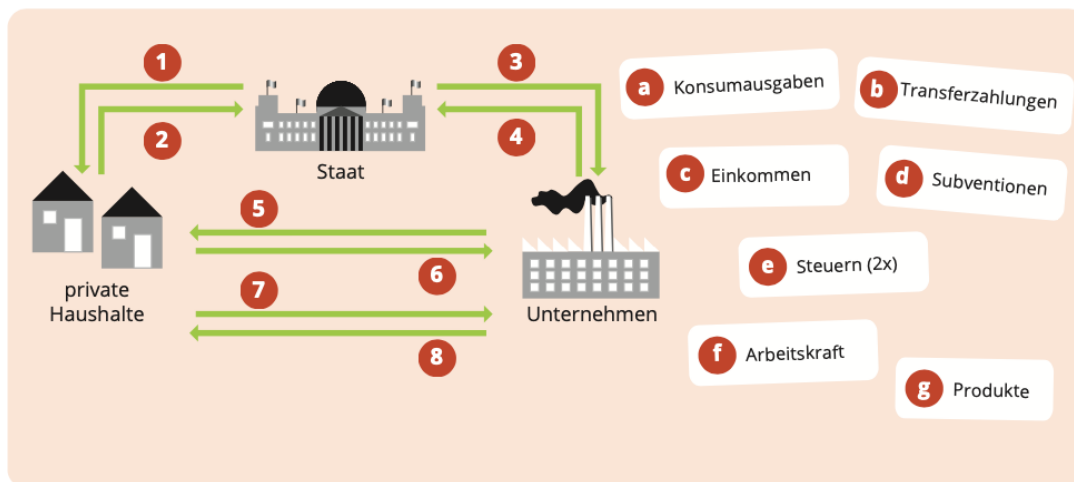 1
3
a Konsumausgaben
b Transferzahlungen
2
4
Staat
c Einkommen
d Subventionen
5
e Steuern (2x)
6
private
Haushalte
7
Unternehmen
8
f Arbeitskraft
g Produkte